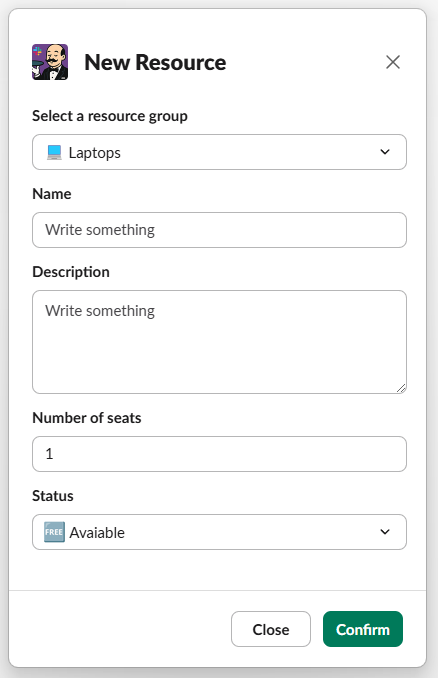 New Resource
Select a resource group
Laptops
Name
Write something
Description
Write something
Number of seats
1
Status
FREE Avaiable
Close
Confirm